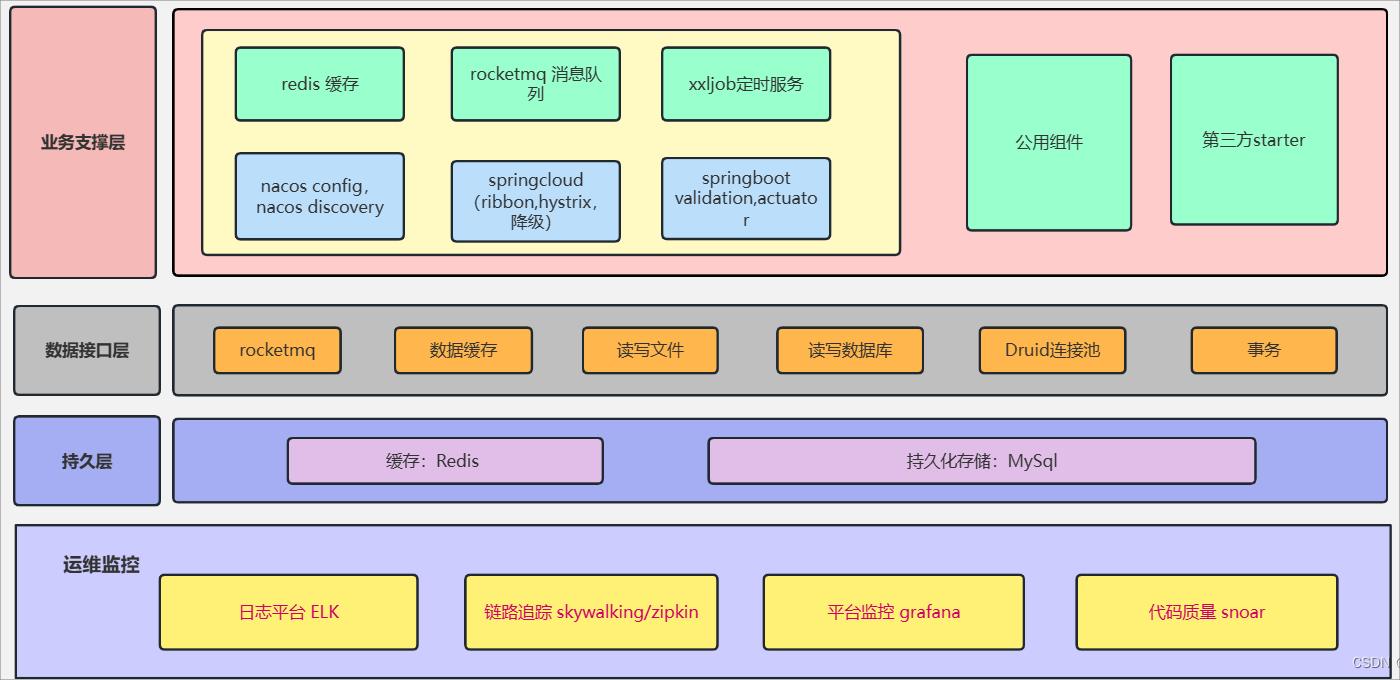 业务支撑层
redis 缓存
rocketmq 消息队
列
xxljob定时服务
nacos config，
nacos discovery
springcloud
（ribbon,hystrix，
降级）
springboot
validation,actuato
r
公用组件
第三方starter
数据接口层
rocketmq
数据缓存
读写文件
读写数据库
Druid连接池
事务
持久层
缓存：Redis
持久化存储：MySql
运维监控
日志平台 ELK
链路追踪 skywalking/zipkin
平台监控 grafana
代码质量 snoar
CSDN